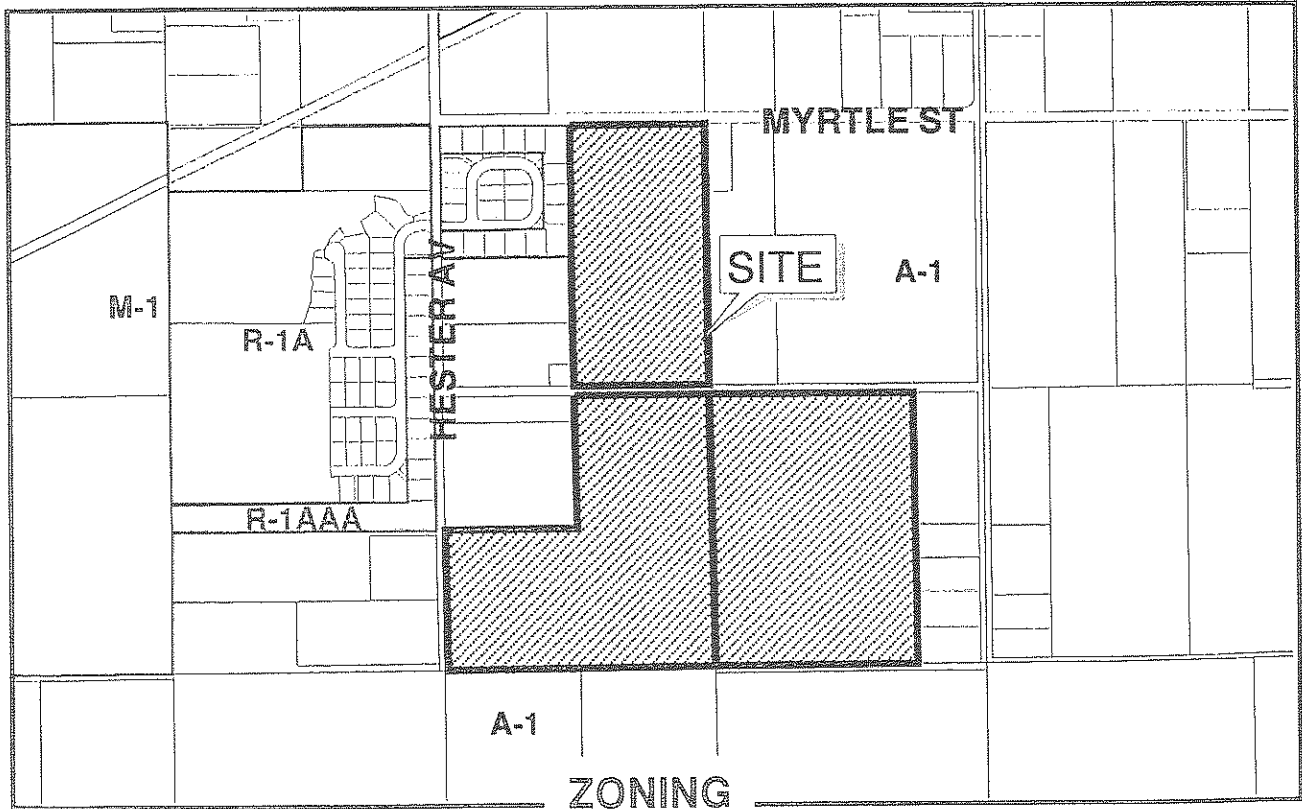 MYRTLE ST
SITE
A-1
M-1
R-1A
HESTER AV
R-1AAA
A-1
ZONING